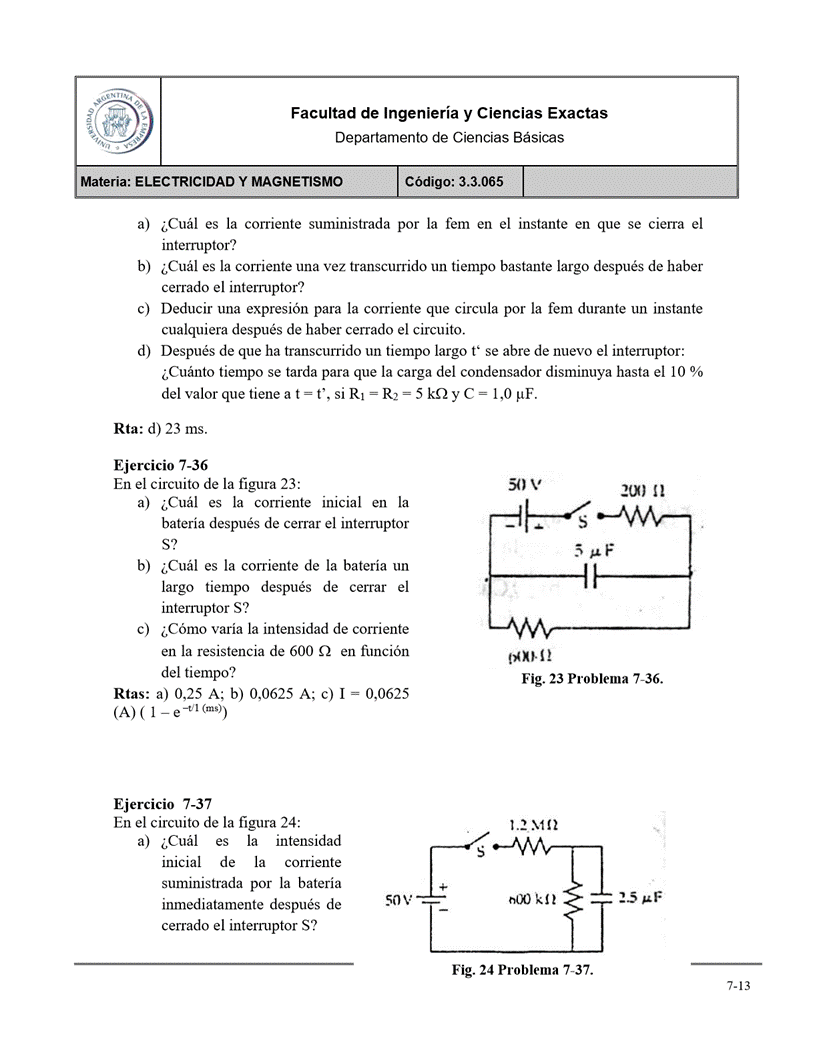 UNIVERSIDAD ARGENTINA DE LA EMPRESA
Facultad de Ingeniería y Ciencias Exactas
Departamento de Ciencias Básicas
Materia: ELECTRICIDAD Y MAGNETISMO
Código: 3.3.065
a) ¿Cuál es la corriente suministrada por la fem en el instante en que se cierra el
interruptor?
b) ¿Cuál es la corriente una vez transcurrido un tiempo bastante largo después de haber
cerrado el interruptor?
c) Deducir una expresión para la corriente que circula por la fem durante un instante
cualquiera después de haber cerrado el circuito.
d) Después de que ha transcurrido un tiempo largo t‘ se abre de nuevo el interruptor:
¿Cuánto tiempo se tarda para que la carga del condensador disminuya hasta el 10 %
del valor que tiene a t = t’, si R1 = R2 = 5 kΩ y C = 1,0 µF.
Rta: d) 23 ms.
Ejercicio 7-36
En el circuito de la figura 23:
a) ¿Cuál es la corriente inicial en la
batería después de cerrar el interruptor
S?
b) ¿Cuál es la corriente de la batería un
largo tiempo después de cerrar el
interruptor S?
c) ¿Cómo varía la intensidad de corriente
en la resistencia de 600 Ω en función
del tiempo?
Rtas: a) 0,25 A; b) 0,0625 A; c) I = 0,0625
(A) ( 1 – e –t/1 (ms))
50 V
200 Ω
S
5 µF
600 Ω
Fig. 23 Problema 7-36.
Ejercicio 7-37
En el circuito de la figura 24:
a) ¿Cuál es la intensidad
inicial de la corriente
suministrada por la batería
inmediatamente después de
cerrado el interruptor S?
1.2 MΩ
S
50 V
+
–
600 kΩ
2.5 µF
Fig. 24 Problema 7-37.
7-13